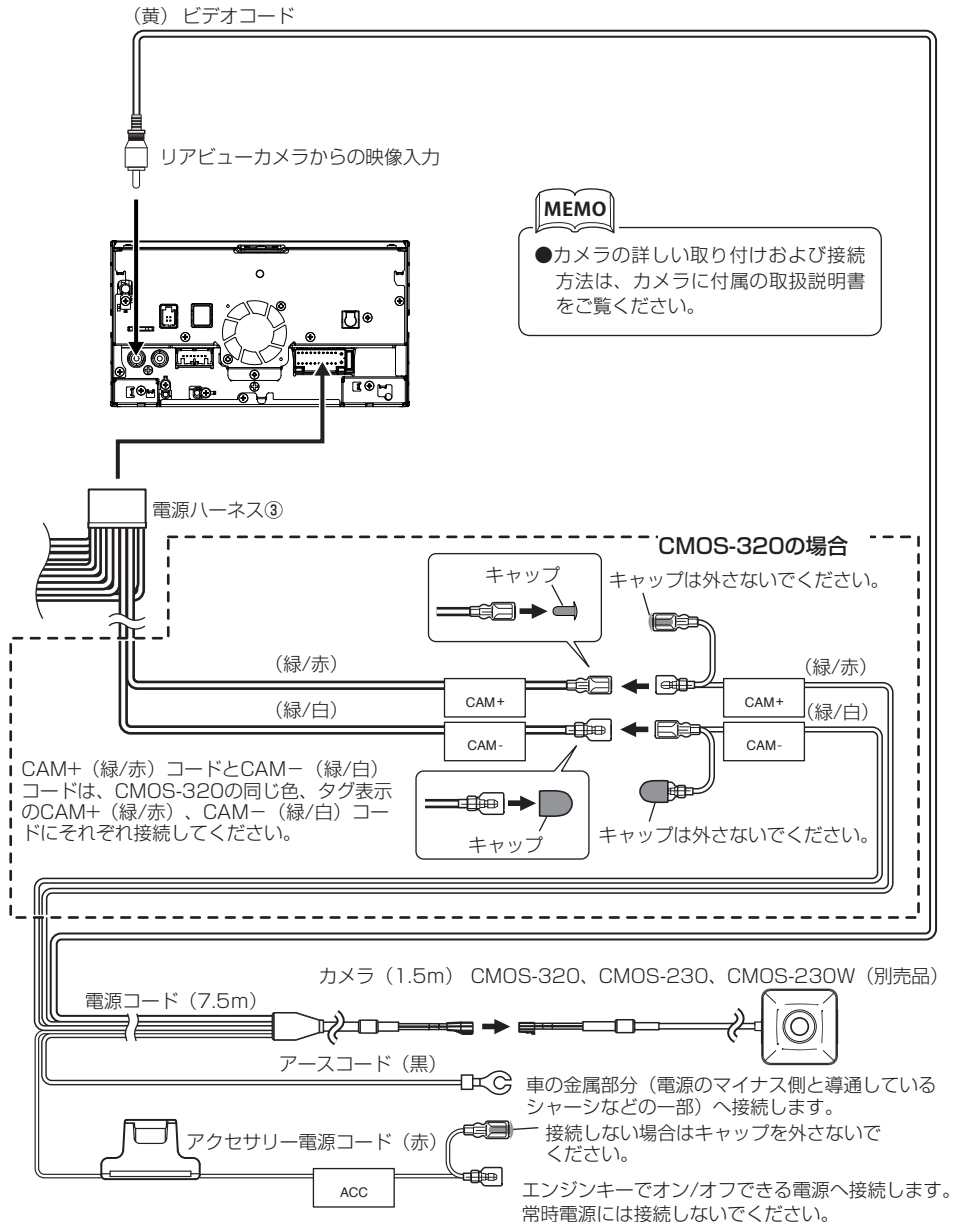 （黄） ビデオコード
リアビューカメラからの映像入力
MEMO
●カメラの詳しい取り付けおよび接続
方法は、カメラに付属の取扱説明書
をご覧ください。
電源ハーネス③
CMOS-320の場合
キャップ
キャップは外さないでください。
（緑/赤）
（緑/赤）
CAM+
CAM+
（緑/白）
（緑/白）
CAM-
CAM-
CAM+（緑/赤）コードとCAM−（緑/白）
コードは、CMOS-320の同じ色、タグ表示
のCAM+（緑/赤）、CAM−（緑/白）コー
ドにそれぞれ接続してください。
キャップ
キャップは外さないでください。
カメラ（1.5m） CMOS-320、CMOS-230、CMOS-230W（別売品）
電源コード（7.5m）
アースコード（黒）
車の金属部分（電源のマイナス側と導通している
シャーシなどの一部）へ接続します。
アクセサリー電源コード（赤）
接続しない場合はキャップを外さないで
ください。
ACC
エンジンキーでオン/オフできる電源へ接続します。
常時電源には接続しないでください。